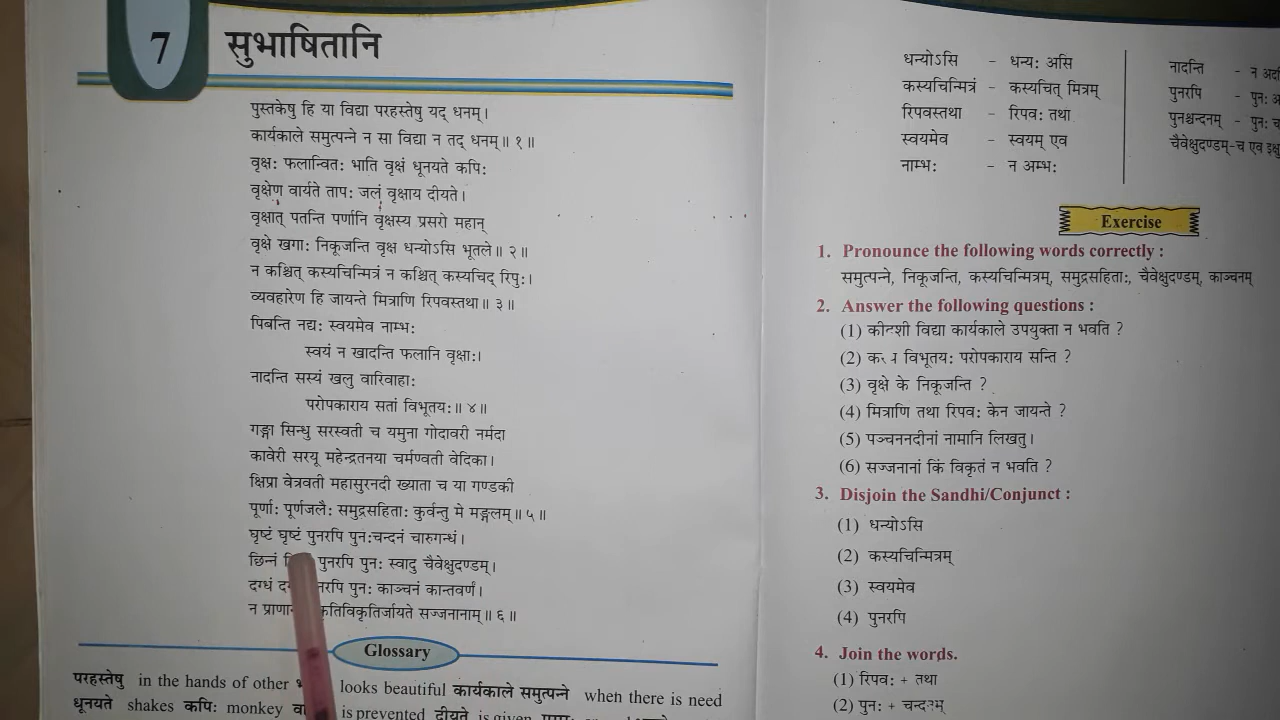 7 सुभाषितानि
पुस्तकेषु हि या विद्या परहस्तेषु यद् धनम्।
कार्यकाले समुत्पन्ने न सा विद्या न तद् धनम्॥ १॥
वृक्षः फलान्वितः भाति वृक्षं धूनयते कपिः
वृक्षेण वार्यते तापः जलं वृक्षाय दीयते।
वृक्षात् पतन्ति पर्णानि वृक्षस्य प्रसरो महान्
वृक्षे खगाः निकूजन्ति वृक्ष धन्योऽसि भूतले॥ २॥
न कश्चित् कस्यचिन्मित्रं न कश्चित् कस्यचिद् रिपुः।
व्यवहारेण हि जायन्ते मित्राणि रिपवस्तथा॥ ३॥
पिबन्ति नद्यः स्वयमेव नाम्भः
स्वयं न खादन्ति फलानि वृक्षाः।
नादन्ति सस्यं खलु वारिवाहाः
परोपकाराय सतां विभूतयः॥ ४॥
गङ्गा सिन्धु सरस्वती च यमुना गोदावरी नर्मदा
कावेरी सरयू महेन्द्रतनया चर्मण्वती वेदिका।
क्षिप्रा वेत्रवती महासुरनदी ख्याता च या गण्डकी
पूर्णाः पूर्णजलैः समुद्रसहिताः कुर्वन्तु मे मङ्गलम्॥ ५॥
घृष्टं घृष्टं पुनरपि पुनःचन्दनं चारुगन्धं।
छिन्नं पुनरपि पुनः स्वादु चैवेक्षुदण्डम्।
दग्धं पुनः काञ्चनं कान्तवर्णं।
न सज्जनानाम्॥ ६॥
Glossary
परहस्तेषु in the hands of other looks beautiful कार्यकाले समुत्पन्ने when there is need
धूनयते shakes कपिः monkey is prevented दीयते is given
धन्योऽसि - धन्यः असि
कस्यचिन्मित्रं - कस्यचित् मित्रम्
रिपवस्तथा - रिपवः तथा
स्वयमेव - स्वयम् एव
नाम्भः - न अम्भः
नादन्ति - न
पुनरपि - पुनः
पुनश्चन्दनम् - पुनः
चैवेक्षुदण्डम्-च एव
Exercise
1. Pronounce the following words correctly :
समुत्पन्ने, निकूजन्ति, कस्यचिन्मित्रम्, समुद्रसहिताः, चैवेक्षुदण्डम्, काञ्चनम्
2. Answer the following questions :
(1) कीदृशी विद्या कार्यकाले उपयुक्ता न भवति ?
(2) विभूतयः परोपकाराय सन्ति ?
(3) वृक्षे के निकूजन्ति ?
(4) मित्राणि तथा रिपवः केन जायन्ते ?
(5) पञ्चनदीनां नामानि लिखतु।
(6) सज्जनानां किं विकृतं न भवति ?
3. Disjoin the Sandhi/Conjunct :
(1) धन्योऽसि
(2) कस्यचिन्मित्रम्
(3) स्वयमेव
(4) पुनरपि
4. Join the words.
(1) रिपवः + तथा
(2) पुनः + चन्दनम्